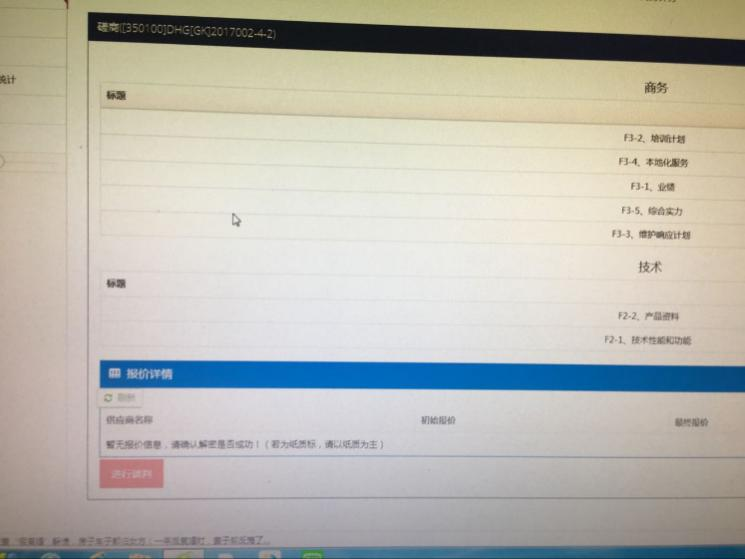 磋商([350100]DHG[GK]2017002-4-2)
统计
商务
标题
F3-2、培训计划
F3-4、本地化服务
F3-1、业绩
F3-5、综合实力
F3-3、维护响应计划
技术
标题
F2-2、产品资料
F2-1、技术性能和功能
报价详情
刷新
供应商名称 初始报价 最终报价
暂无报价信息，请确认解密是否成功！（若为纸质标，请以纸质为主）
进行谈判